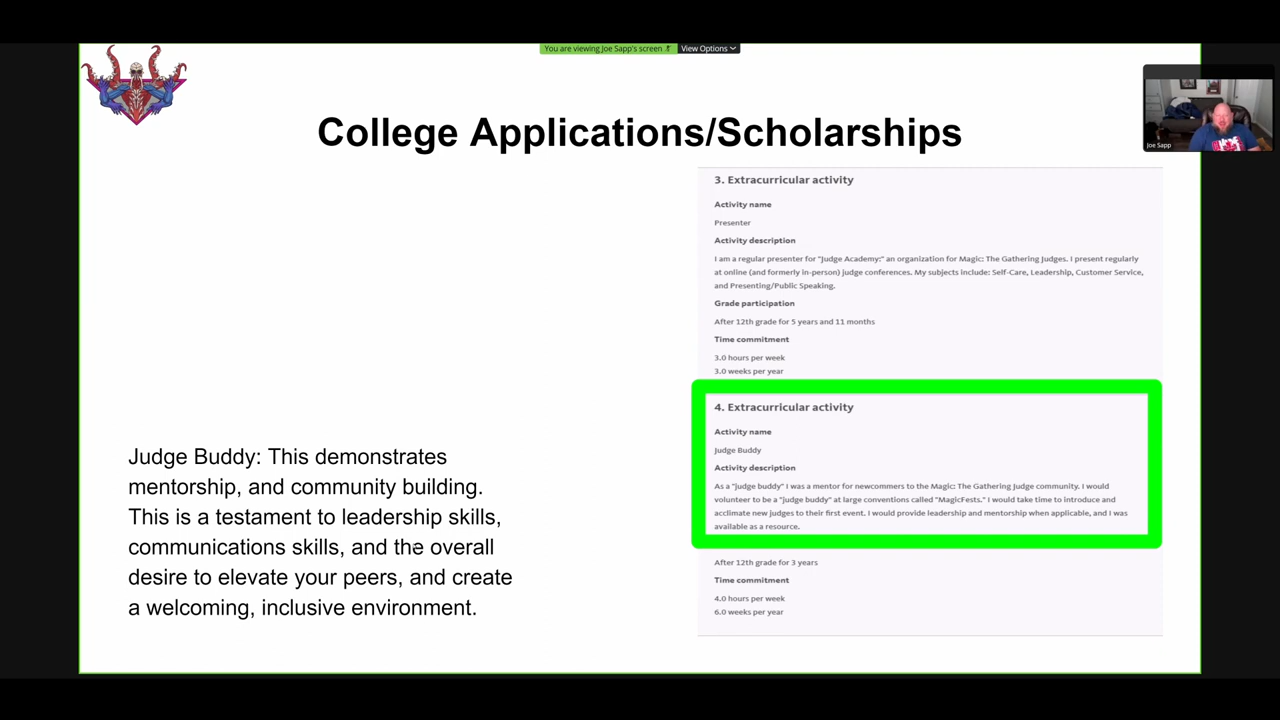 You are viewing Joe Sapp's screen
View Options
College Applications/Scholarships
Joe Sapp
3. Extracurricular activity
Activity name
Presenter
Activity description
I am a regular presenter for "Judge Academy:" an organization for Magic: The Gathering Judges. I present regularly
at online (and formerly in-person) judge conferences. My subjects include: Self-Care, Leadership, Customer Service,
and Presenting/Public Speaking.
Grade participation
After 12th grade for 5 years and 11 months
Time commitment
3.0 hours per week
3.0 weeks per year
4. Extracurricular activity
Activity name
Judge Buddy
Activity description
As a "judge buddy" I was a mentor for newcommers to the Magic: The Gathering Judge community. I would
volunteer to be a "judge buddy" at large conventions called "MagicFests." I would take time to introduce and
acclimate new judges to their first event. I would provide leadership and mentorship when applicable, and I was
available as a resource.
After 12th grade for 3 years
Time commitment
4.0 hours per week
6.0 weeks per year
Judge Buddy: This demonstrates
mentorship, and community building.
This is a testament to leadership skills,
communications skills, and the overall
desire to elevate your peers, and create
a welcoming, inclusive environment.